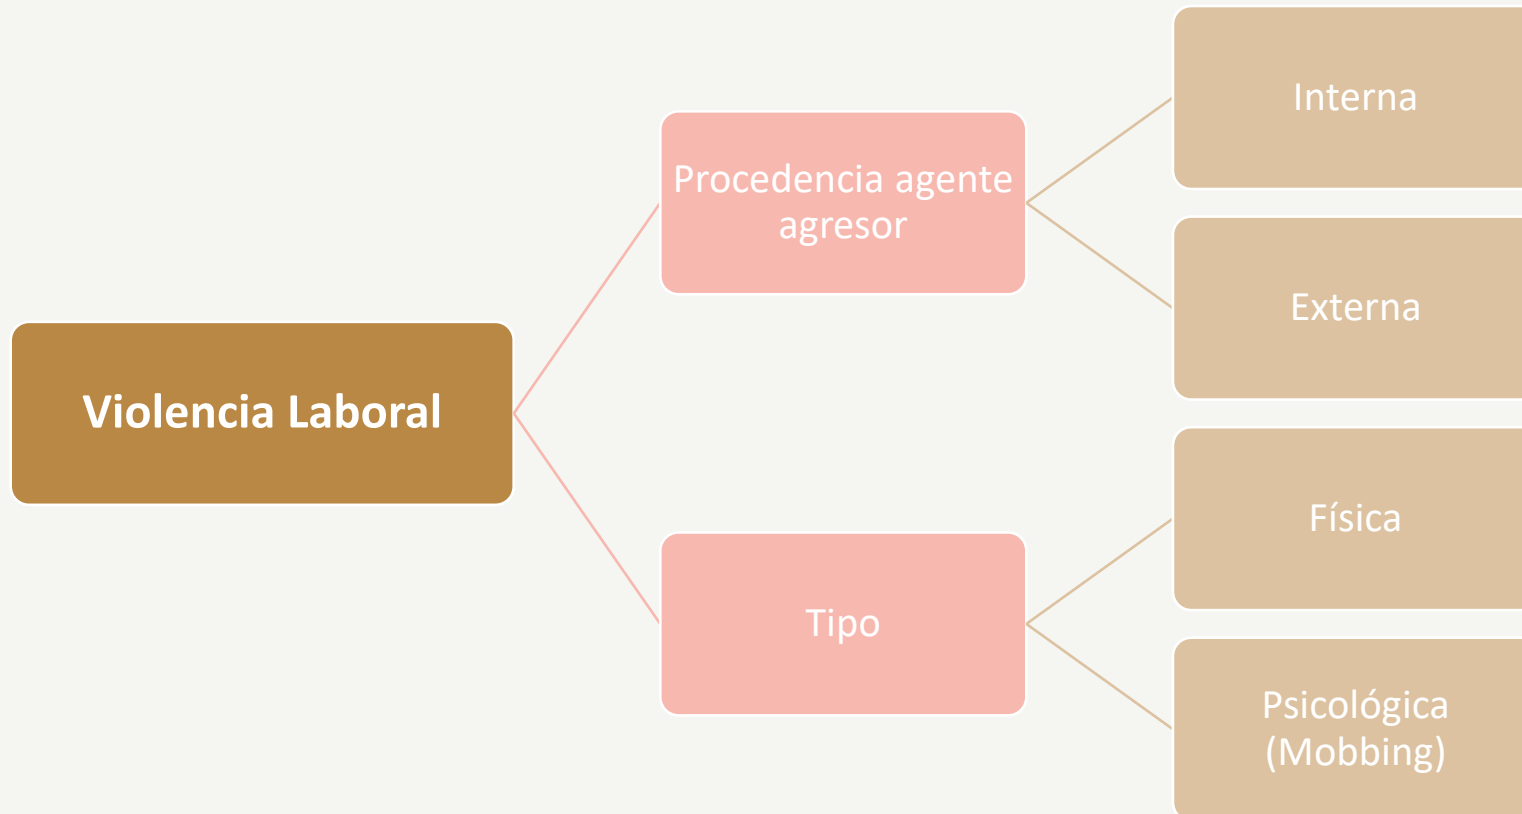 Violencia Laboral
Procedencia agente
agresor
Interna
Externa
Tipo
Física
Psicológica
(Mobbing)